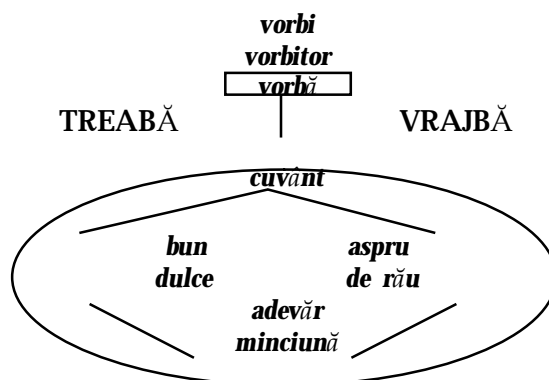 vorbi
vorbitor
vorbă
TREABĂ VRAJBĂ
cuvânt
bun aspru
dulce de rău
adevăr
minciună